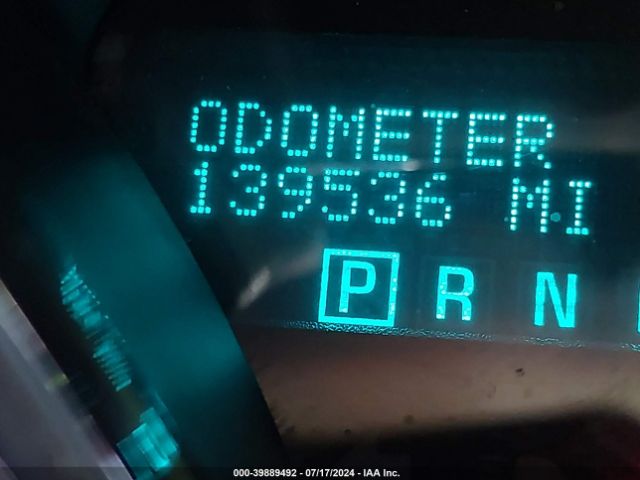 ODOMETER
139536 MI
P R N
000-39889492 - 07/17/2024 - IAA Inc.